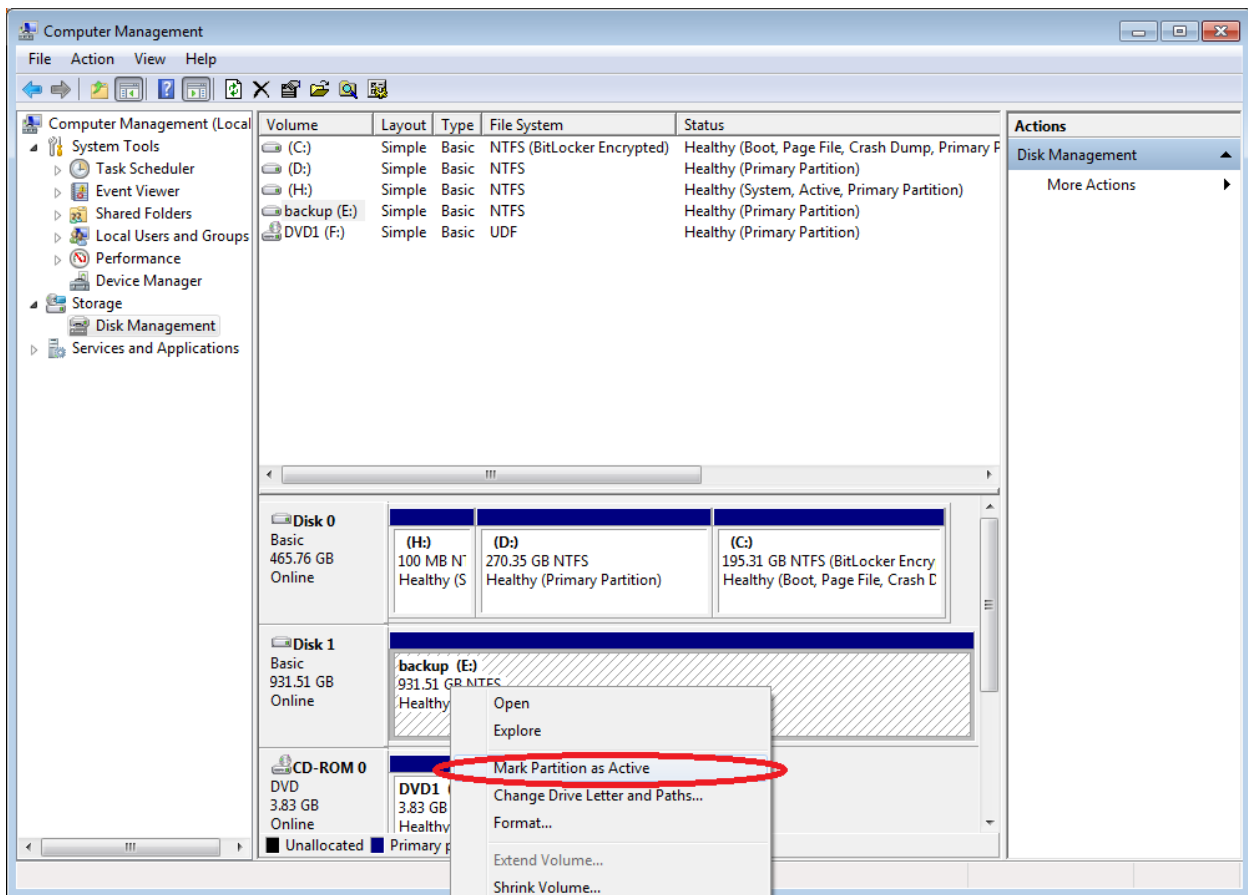 Computer Management
File Action View Help
Computer Management (Local
System Tools
Task Scheduler
Event Viewer
Shared Folders
Local Users and Groups
Performance
Device Manager
Storage
Disk Management
Services and Applications
Volume Layout Type File System Status
(C:) Simple Basic NTFS (BitLocker Encrypted) Healthy (Boot, Page File, Crash Dump, Primary P
(D:) Simple Basic NTFS Healthy (Primary Partition)
(H:) Simple Basic NTFS Healthy (System, Active, Primary Partition)
backup (E:) Simple Basic NTFS Healthy (Primary Partition)
DVD1 (F:) Simple Basic UDF Healthy (Primary Partition)
Actions
Disk Management
More Actions
Disk 0
Basic
465.76 GB
Online
(H:)
100 MB N
Healthy (S
(D:)
270.35 GB NTFS
Healthy (Primary Partition)
(C:)
195.31 GB NTFS (BitLocker Encry
Healthy (Boot, Page File, Crash D
Disk 1
Basic
931.51 GB
Online
backup (E:)
931.51 GB NTFS
Healthy
CD-ROM 0
DVD
3.83 GB
Online
DVD1 (
3.83 GB
Healthy
Unallocated Primary p
Open
Explore
Mark Partition as Active
Change Drive Letter and Paths...
Format...
Extend Volume...
Shrink Volume...